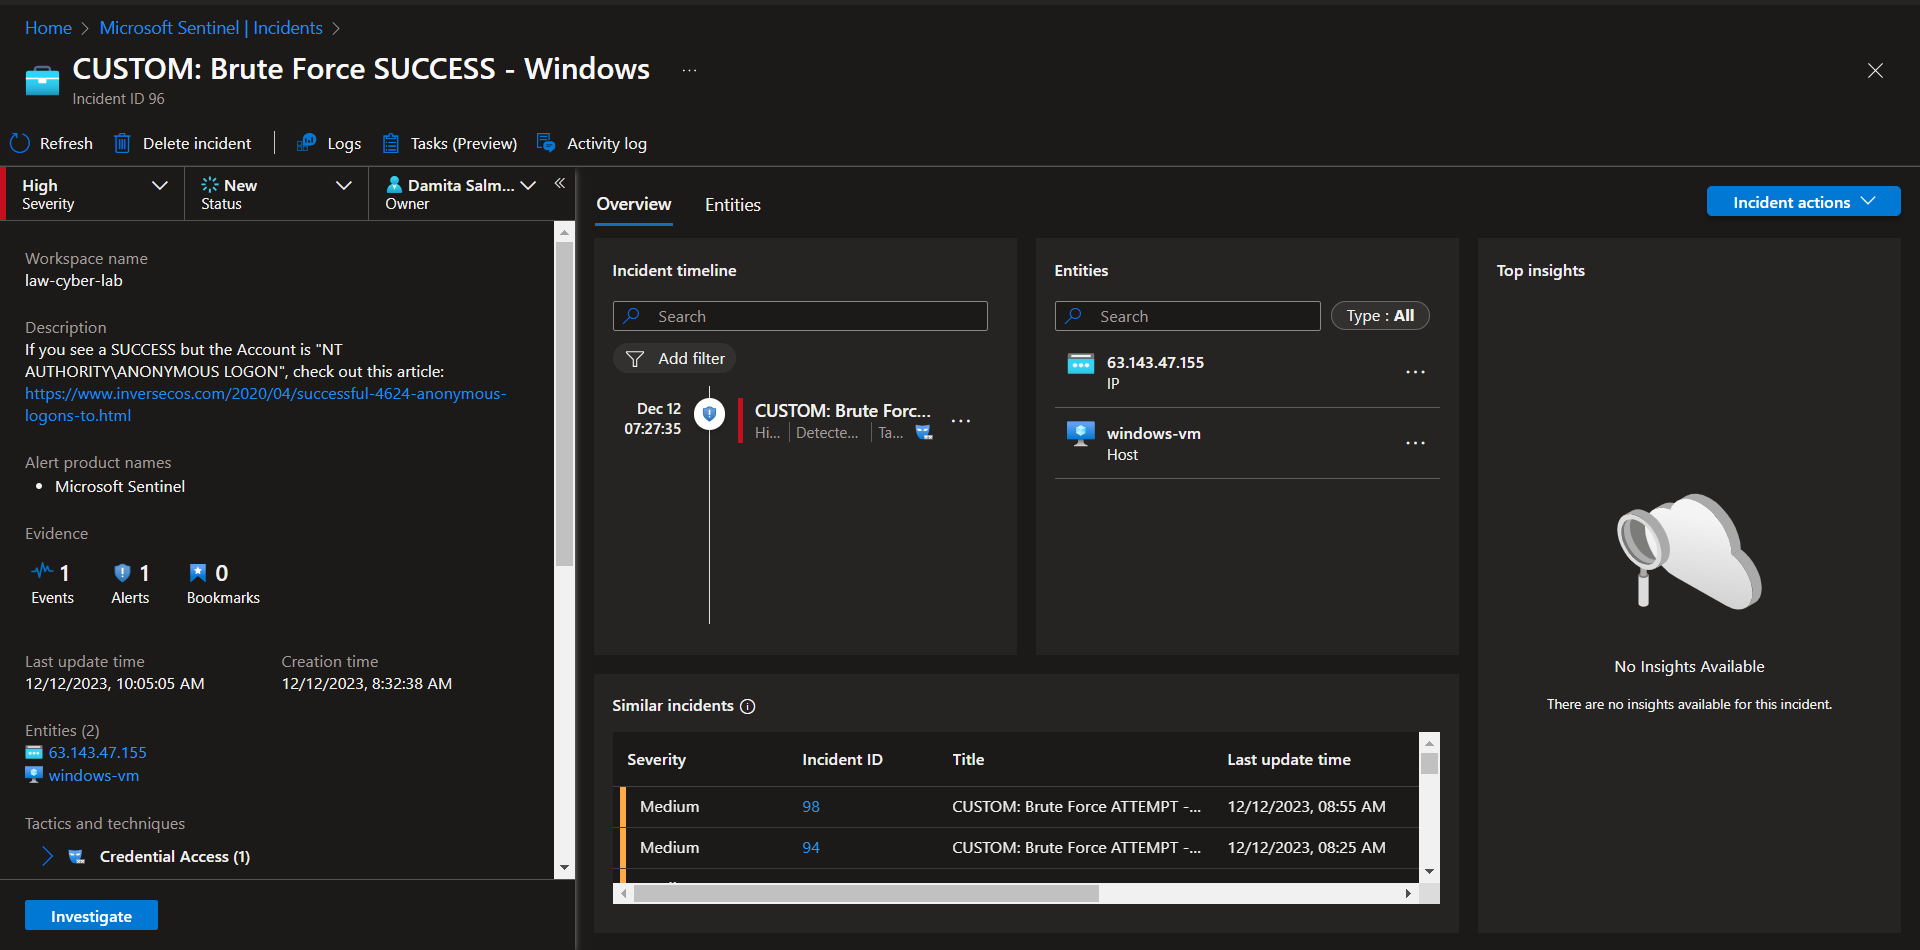 Home > Microsoft Sentinel | Incidents >
CUSTOM: Brute Force SUCCESS - Windows ...
Incident ID 96
Refresh Delete incident Logs Tasks (Preview) Activity log
High
Severity
New
Status
Damita Salm...
Owner
«
Workspace name
law-cyber-lab
Description
If you see a SUCCESS but the Account is "NT
AUTHORITY\ANONYMOUS LOGON", check out this article:
https://www.inversecos.com/2020/04/successful-4624-anonymous-
logons-to.html
Alert product names
• Microsoft Sentinel
Evidence
1
Events
1
Alerts
0
Bookmarks
Last update time
12/12/2023, 10:05:05 AM
Creation time
12/12/2023, 8:32:38 AM
Entities (2)
63.143.47.155
windows-vm
Tactics and techniques
Credential Access (1)
Investigate
Overview Entities
Incident actions
Incident timeline
Search
Add filter
Dec 12
07:27:35
CUSTOM: Brute Forc...
Hi... Detecte... Ta...
...
Entities
Search
Type : All
63.143.47.155
IP
...
windows-vm
Host
...
Top insights
No Insights Available
There are no insights available for this incident.
Similar incidents
Severity Incident ID Title Last update time
Medium 98 CUSTOM: Brute Force ATTEMPT -... 12/12/2023, 08:55 AM
Medium 94 CUSTOM: Brute Force ATTEMPT -... 12/12/2023, 08:25 AM